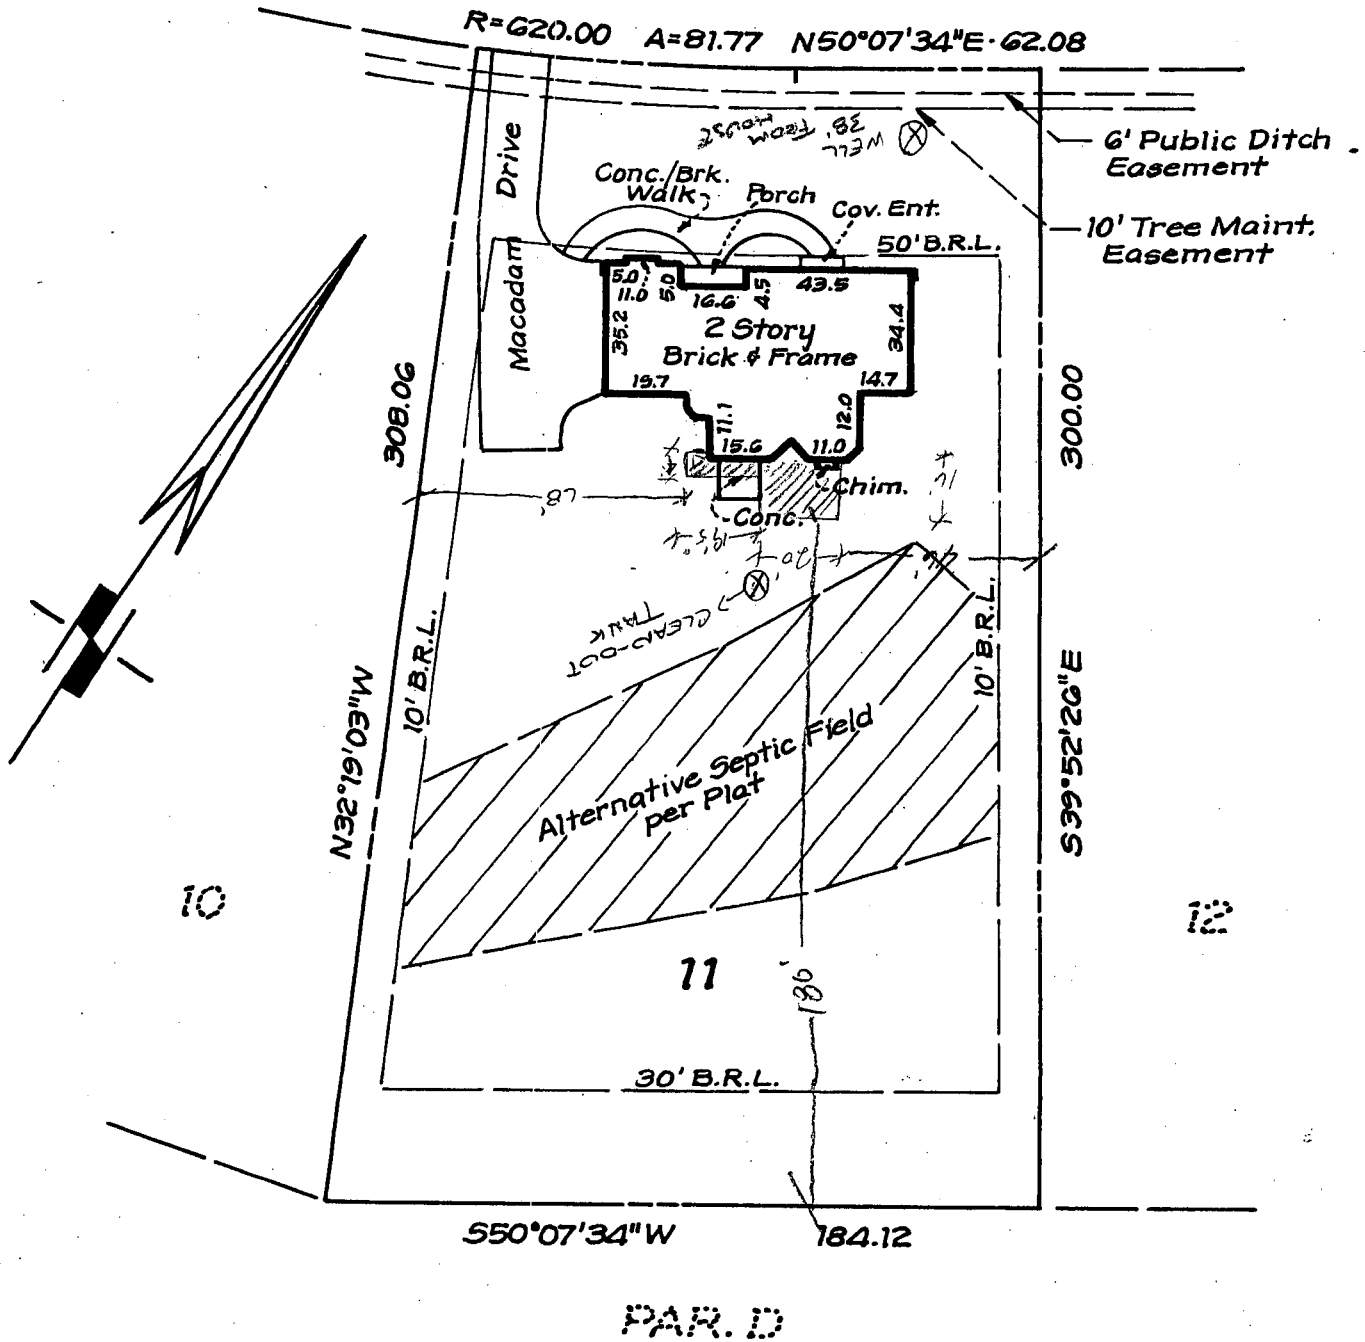 R=620.00 A=81.77 N50°07'34"E·62.08
6' Public Ditch
Easement
10' Tree Maint.
Easement
WELL
38' FROM
HOUSE
Drive
Macadam
Conc./Brk.
Walk
Porch
Cov. Ent.
50' B.R.L.
5.0
11.0
5.0
16.6
4.5
43.5
35.2
2 Story
Brick & Frame
34.4
19.7
14.7
11.1
12.0
15.6
11.0
Chim.
Conc.
308.06
300.00
20'
CLEAN-OUT
TANK
10' B.R.L.
10' B.R.L.
N32°19'03"W
S39°52'26"E
Alternative Septic Field
per Plat
10
11
12
186'
30' B.R.L.
S50°07'34"W 184.12
PAR. D